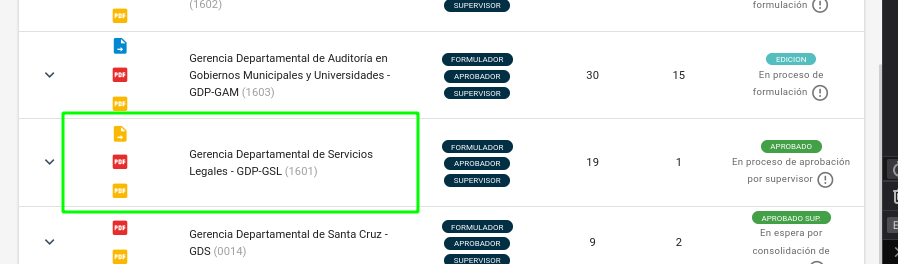 (1602)
PDF
SUPERVISOR
formulación
PDF
PDF
Gerencia Departamental de Auditoría en
Gobiernos Municipales y Universidades -
GDP-GAM (1603)
FORMULADOR
APROBADOR
SUPERVISOR
30
15
EDICION
En proceso de
formulación
PDF
PDF
Gerencia Departamental de Servicios
Legales - GDP-GSL (1601)
FORMULADOR
APROBADOR
SUPERVISOR
19
1
APROBADO
En proceso de aprobación
por supervisor
PDF
PDF
Gerencia Departamental de Santa Cruz -
GDS (0014)
FORMULADOR
APROBADOR
SUPERVISOR
9
2
APROBADO SUP.
En espera por
consolidación de